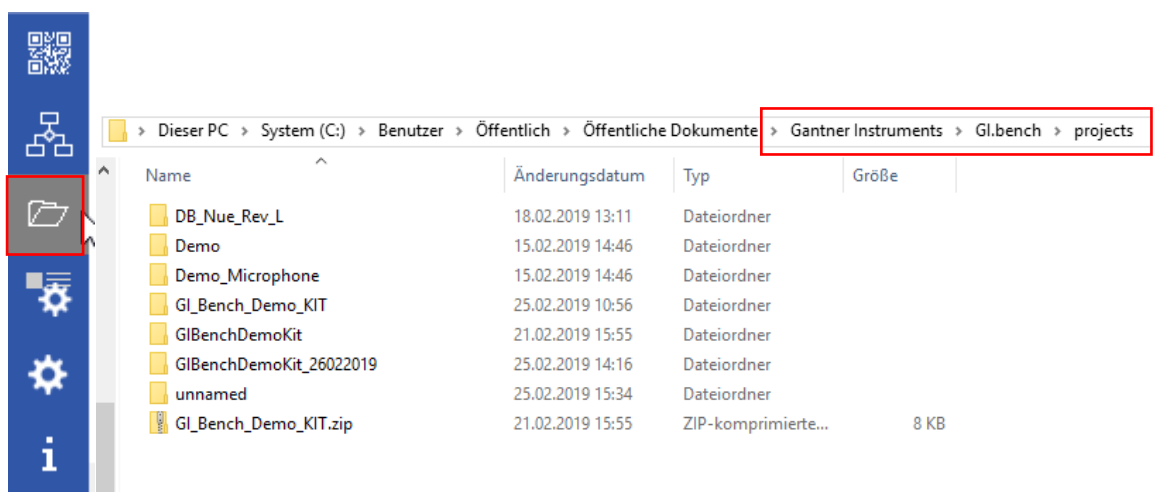 Dieser PC > System (C:) > Benutzer > Öffentlich > Öffentliche Dokumente > Gantner Instruments > GI.bench > projects
Name Änderungsdatum Typ Größe
DB_Nue_Rev_L 18.02.2019 13:11 Dateiordner
Demo 15.02.2019 14:46 Dateiordner
Demo_Microphone 15.02.2019 14:46 Dateiordner
GI_Bench_Demo_KIT 25.02.2019 10:56 Dateiordner
GIBenchDemoKit 21.02.2019 15:55 Dateiordner
GIBenchDemoKit_26022019 25.02.2019 14:16 Dateiordner
unnamed 25.02.2019 15:34 Dateiordner
GI_Bench_Demo_KIT.zip 21.02.2019 15:55 ZIP-komprimierte... 8 KB
i